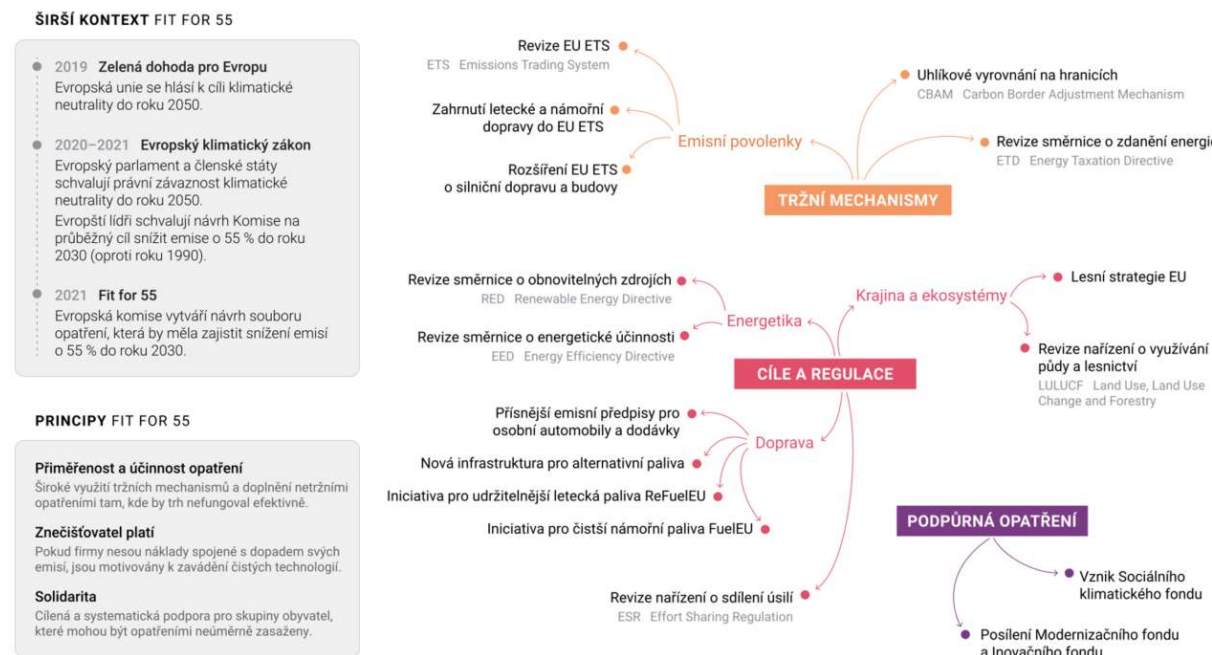 ŠIRŠÍ KONTEXT FIT FOR 55
2019 Zelená dohoda pro Evropu
Evropská unie se hlásí k cíli klimatické
neutrality do roku 2050.
2020–2021 Evropský klimatický zákon
Evropský parlament a členské státy
schvalují právní závaznost klimatické
neutrality do roku 2050.
Evropští lídři schvalují návrh Komise na
průběžný cíl snížit emise o 55 % do roku
2030 (oproti roku 1990).
2021 Fit for 55
Evropská komise vytváří návrh souboru
opatření, která by měla zajistit snížení emisí
o 55 % do roku 2030.
PRINCIPY FIT FOR 55
Přiměřenost a účinnost opatření
Široké využití tržních mechanismů a doplnění netržními
opatřeními tam, kde by trh nefungoval efektivně.
Znečišťovatel platí
Pokud firmy nesou náklady spojené s dopadem svých
emisí, jsou motivovány k zavádění čistých technologií.
Solidarita
Cílená a systematická podpora pro skupiny obyvatel,
které mohou být opatřeními neúměrně zasaženy.
Revize EU ETS
ETS Emissions Trading System
Zahrnutí letecké a námořní
dopravy do EU ETS
Rozšíření EU ETS
o silniční dopravu a budovy
Emisní povolenky
Uhlíkové vyrovnání na hranicích
CBAM Carbon Border Adjustment Mechanism
Revize směrnice o zdanění energie
ETD Energy Taxation Directive
TRŽNÍ MECHANISMY
Revize směrnice o obnovitelných zdrojích
RED Renewable Energy Directive
Revize směrnice o energetické účinnosti
EED Energy Efficiency Directive
Energetika
Krajina a ekosystémy
Lesní strategie EU
Revize nařízení o využívání
půdy a lesnictví
LULUCF Land Use, Land Use
Change and Forestry
CÍLE A REGULACE
Přísnější emisní předpisy pro
osobní automobily a dodávky
Doprava
Nová infrastruktura pro alternativní paliva
Iniciativa pro udržitelnější letecká paliva ReFuelEU
Iniciativa pro čistší námořní paliva FuelEU
Revize nařízení o sdílení úsilí
ESR Effort Sharing Regulation
PODPŮRNÁ OPATŘENÍ
Vznik Sociálního
klimatického fondu
Posílení Modernizačního fondu
a Inovačního fondu